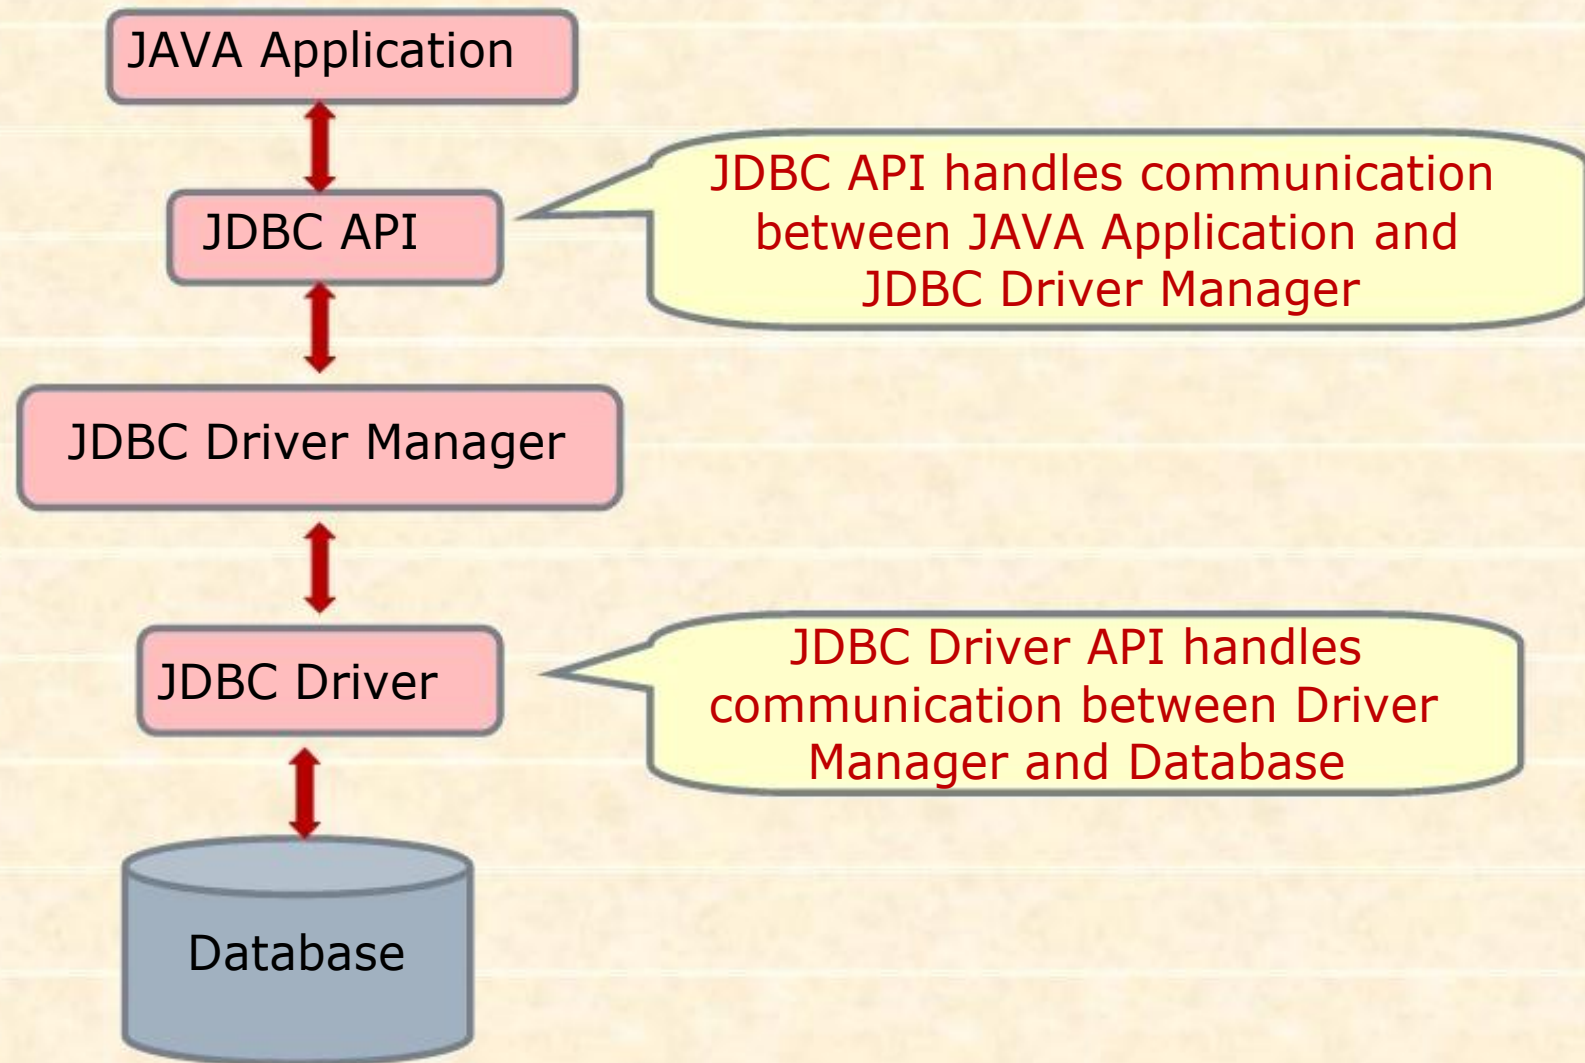 JAVA Application
JDBC API
JDBC API handles communication
between JAVA Application and
JDBC Driver Manager
JDBC Driver Manager
JDBC Driver
JDBC Driver API handles
communication between Driver
Manager and Database
Database